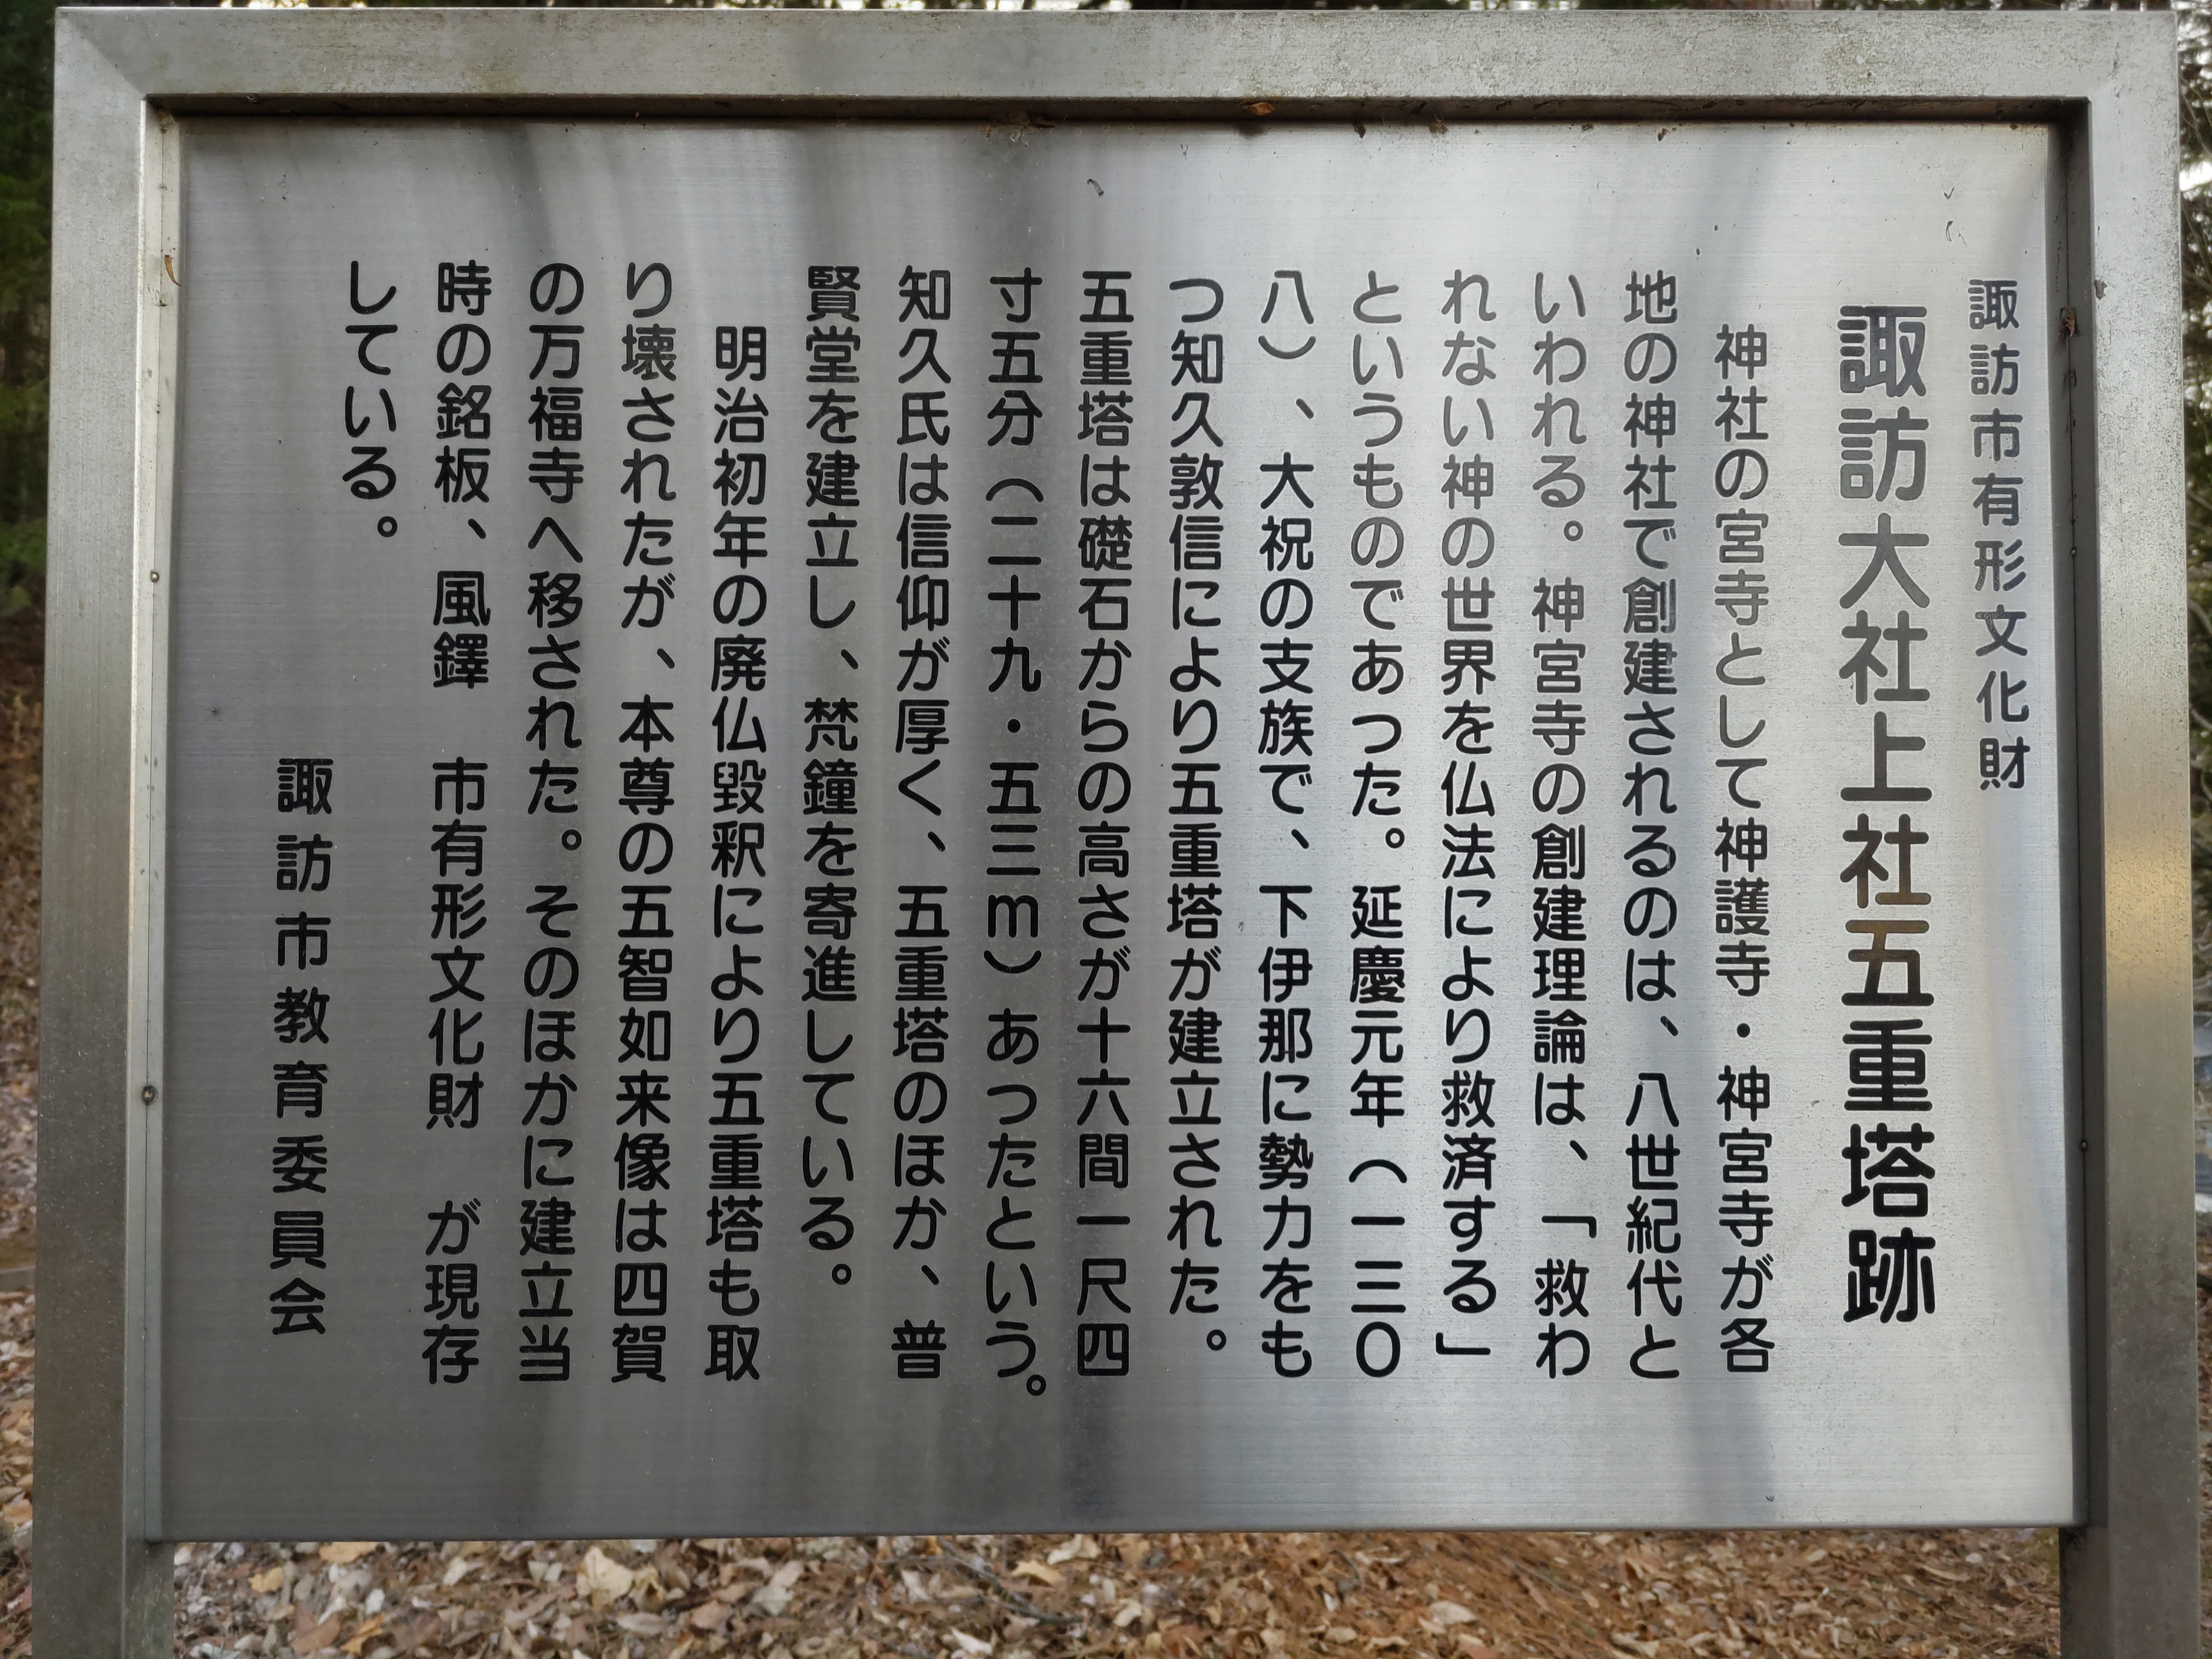 諏訪市有形文化財
諏訪大社上社五重塔跡
神社の宮寺として神護寺・神宮寺が各
地の神社で創建されるのは、八世紀代と
いわれる。神宮寺の創建理論は、「救わ
れない神の世界を仏法により救済する」
というものであった。延慶元年（一三〇
八）、大祝の支族で、下伊那に勢力をも
つ知久敦信により五重塔が建立された。
五重塔は礎石からの高さが十六間一尺四
寸五分（二十九・五三ｍ）あったという。
知久氏は信仰が厚く、五重塔のほか、普
賢堂を建立し、梵鐘を寄進している。
明治初年の廃仏毀釈により五重塔も取
り壊されたが、本尊の五智如来像は四賀
の万福寺へ移された。そのほかに建立当
時の銘板、風鐸　市有形文化財　が現存
している。
諏訪市教育委員会